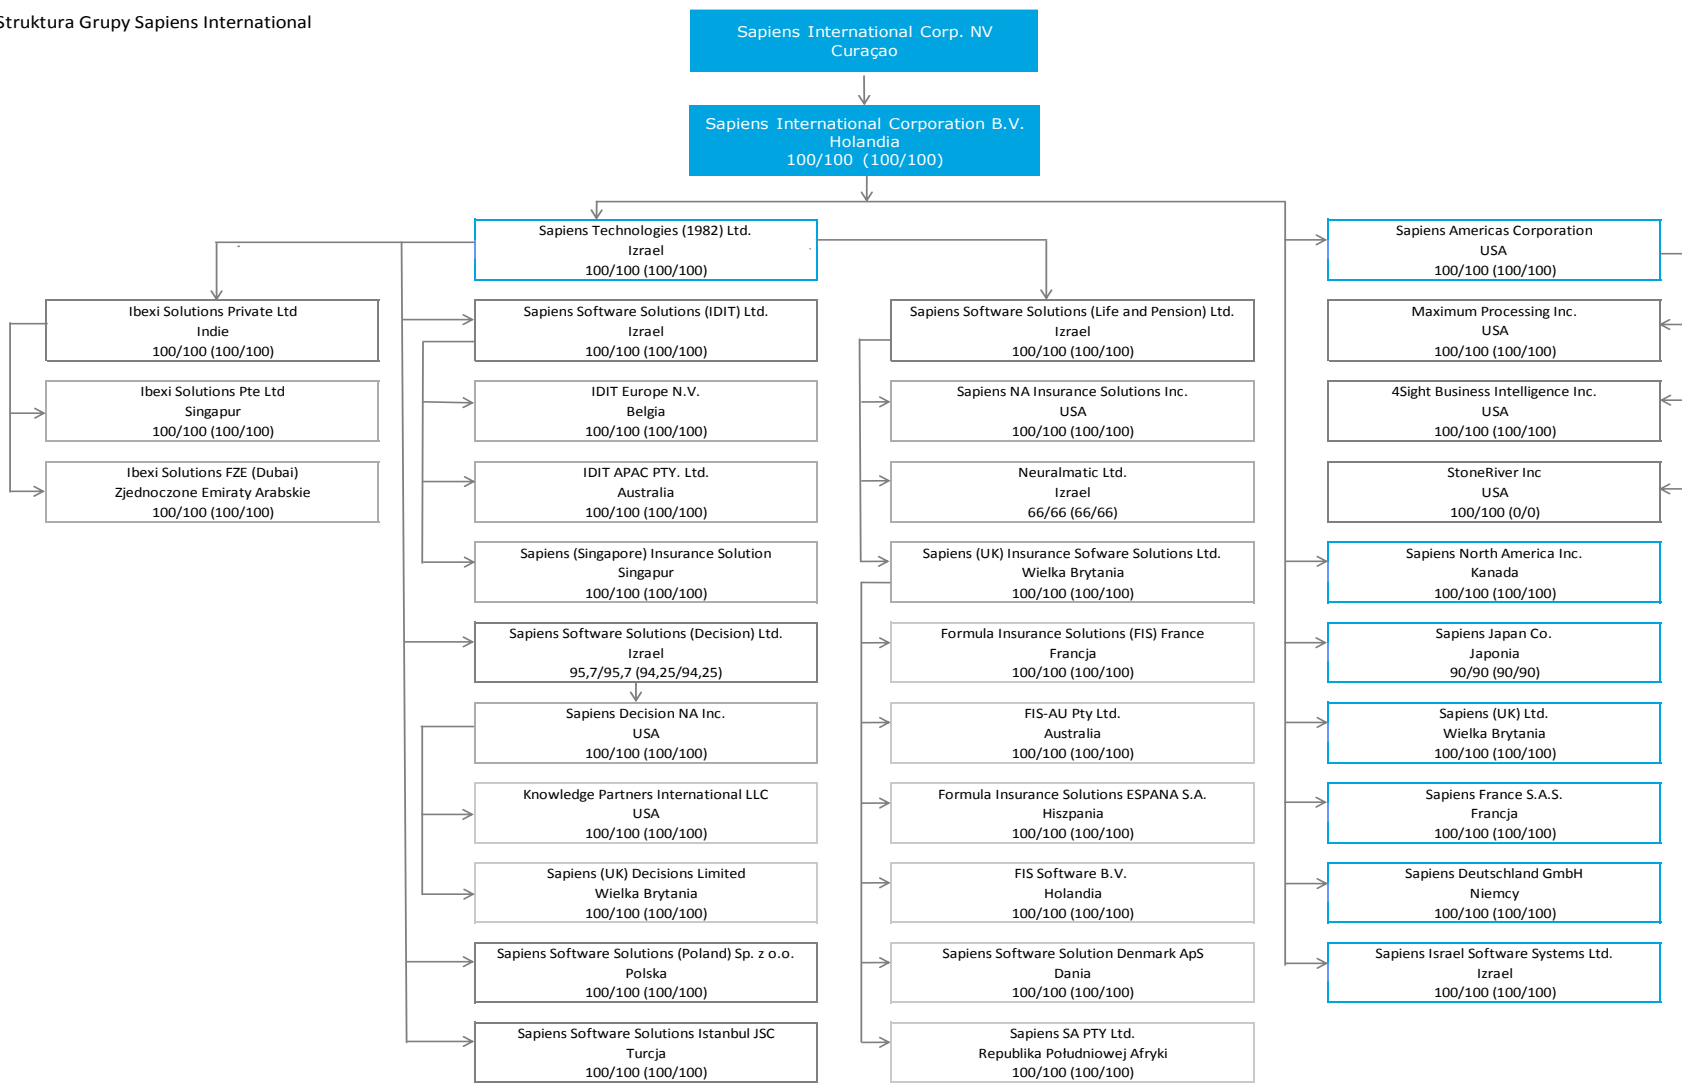 Struktura Grupy Sapiens International
Sapiens International Corp. NV
Curaçao
Sapiens International Corporation B.V.
Holandia
100/100 (100/100)
Sapiens Technologies (1982) Ltd.
Izrael
100/100 (100/100)
Sapiens Americas Corporation
USA
100/100 (100/100)
Ibexi Solutions Private Ltd
Indie
100/100 (100/100)
Sapiens Software Solutions (IDIT) Ltd.
Izrael
100/100 (100/100)
Sapiens Software Solutions (Life and Pension) Ltd.
Izrael
100/100 (100/100)
Maximum Processing Inc.
USA
100/100 (100/100)
Ibexi Solutions Pte Ltd
Singapur
100/100 (100/100)
IDIT Europe N.V.
Belgia
100/100 (100/100)
Sapiens NA Insurance Solutions Inc.
USA
100/100 (100/100)
4Sight Business Intelligence Inc.
USA
100/100 (100/100)
Ibexi Solutions FZE (Dubai)
Zjednoczone Emiraty Arabskie
100/100 (100/100)
IDIT APAC PTY. Ltd.
Australia
100/100 (100/100)
Neuralmatic Ltd.
Izrael
66/66 (66/66)
StoneRiver Inc
USA
100/100 (0/0)
Sapiens (Singapore) Insurance Solution
Singapur
100/100 (100/100)
Sapiens (UK) Insurance Sofware Solutions Ltd.
Wielka Brytania
100/100 (100/100)
Sapiens North America Inc.
Kanada
100/100 (100/100)
Sapiens Software Solutions (Decision) Ltd.
Izrael
95,7/95,7 (94,25/94,25)
Formula Insurance Solutions (FIS) France
Francja
100/100 (100/100)
Sapiens Japan Co.
Japonia
90/90 (90/90)
Sapiens Decision NA Inc.
USA
100/100 (100/100)
FIS-AU Pty Ltd.
Australia
100/100 (100/100)
Sapiens (UK) Ltd.
Wielka Brytania
100/100 (100/100)
Knowledge Partners International LLC
USA
100/100 (100/100)
Formula Insurance Solutions ESPANA S.A.
Hiszpania
100/100 (100/100)
Sapiens France S.A.S.
Francja
100/100 (100/100)
Sapiens (UK) Decisions Limited
Wielka Brytania
100/100 (100/100)
FIS Software B.V.
Holandia
100/100 (100/100)
Sapiens Deutschland GmbH
Niemcy
100/100 (100/100)
Sapiens Software Solutions (Poland) Sp. z o.o.
Polska
100/100 (100/100)
Sapiens Software Solution Denmark ApS
Dania
100/100 (100/100)
Sapiens Israel Software Systems Ltd.
Izrael
100/100 (100/100)
Sapiens Software Solutions Istanbul JSC
Turcja
100/100 (100/100)
Sapiens SA PTY Ltd.
Republika Południowej Afryki
100/100 (100/100)